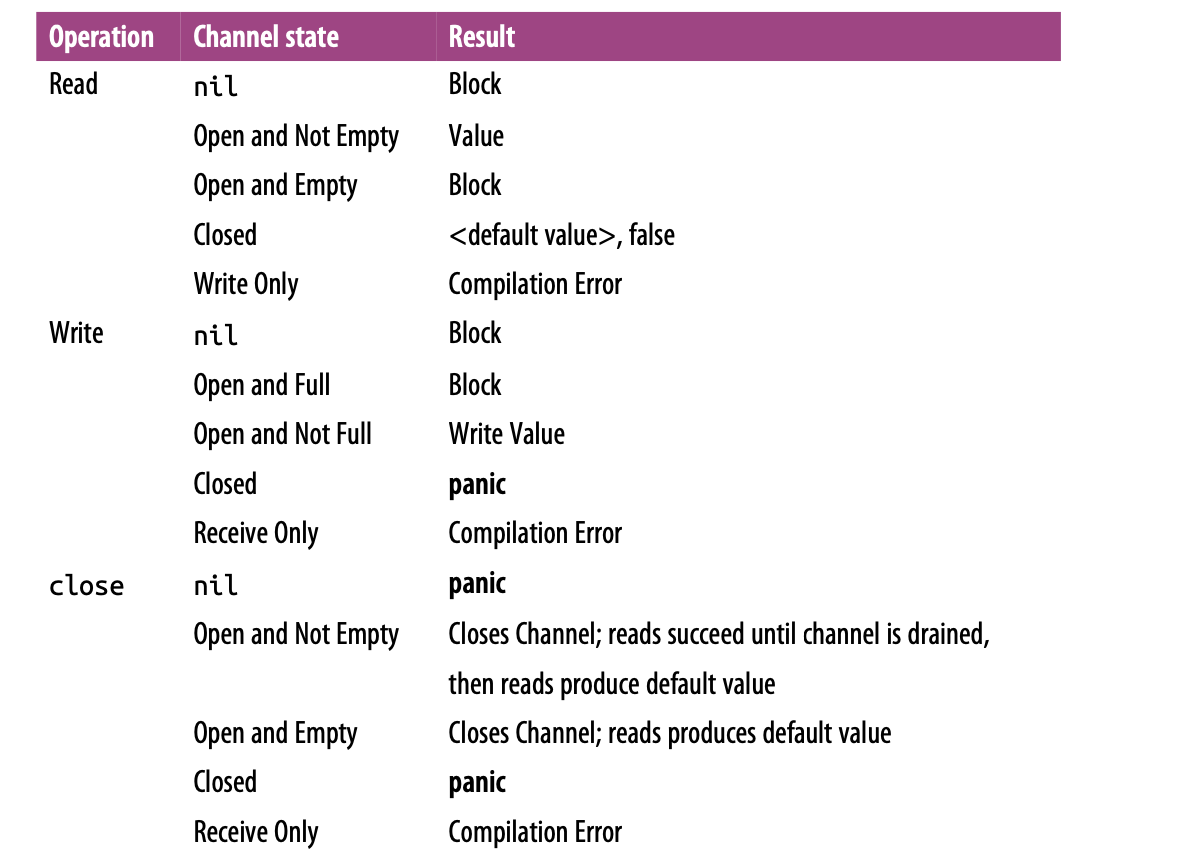 Operation Channel state Result
Read nil Block
Open and Not Empty Value
Open and Empty Block
Closed <default value>, false
Write Only Compilation Error
Write nil Block
Open and Full Block
Open and Not Full Write Value
Closed panic
Receive Only Compilation Error
close nil panic
Open and Not Empty Closes Channel; reads succeed until channel is drained,
then reads produce default value
Open and Empty Closes Channel; reads produces default value
Closed panic
Receive Only Compilation Error